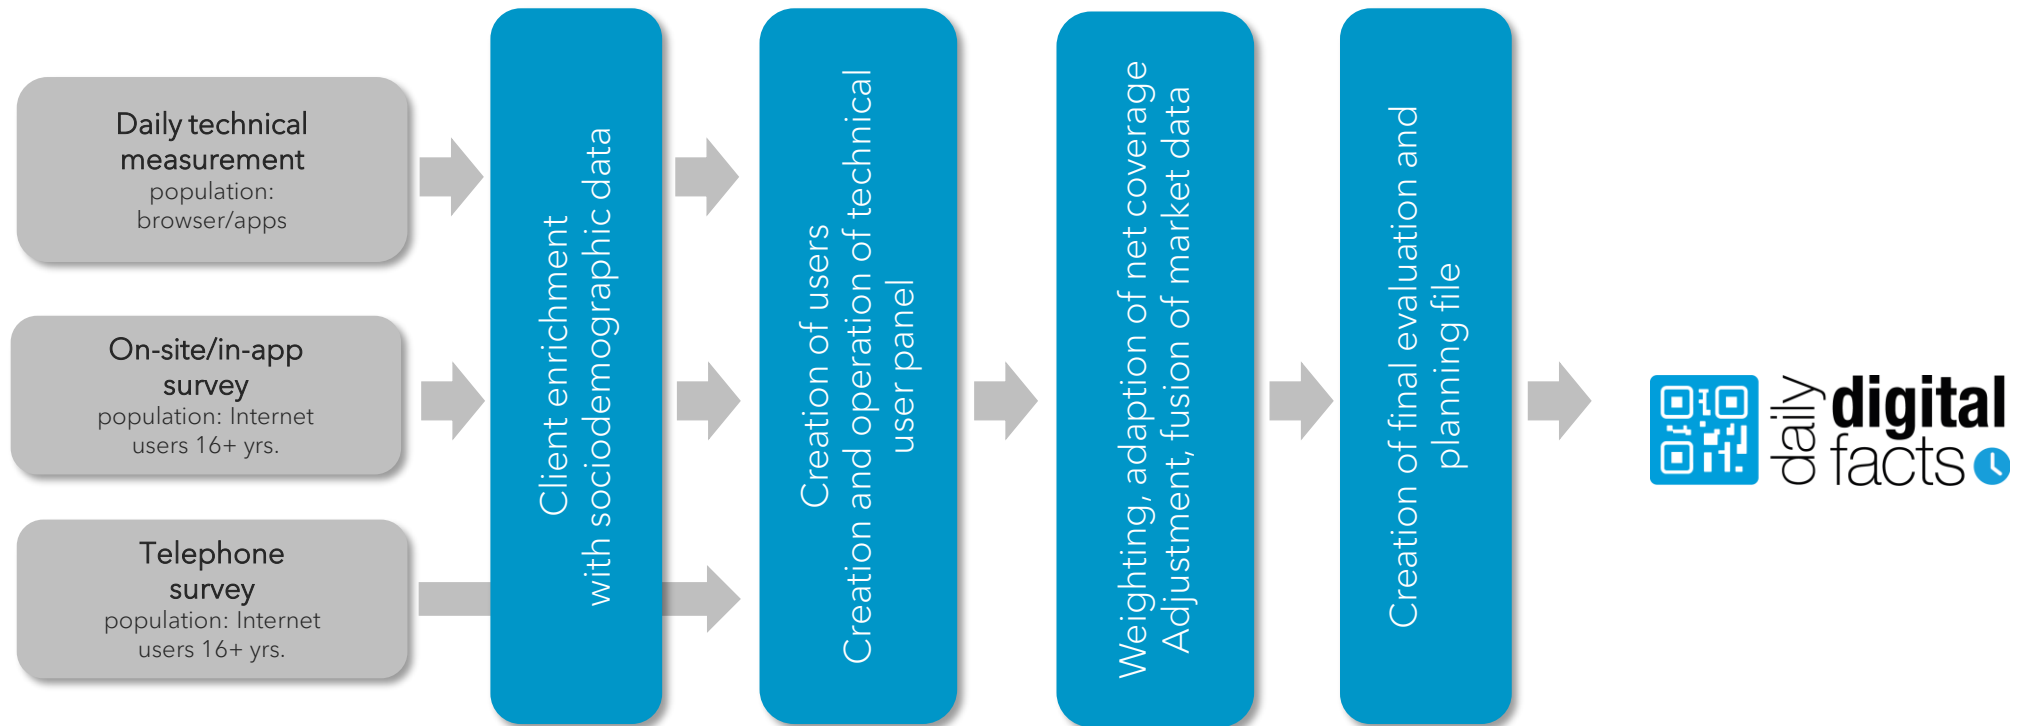 Daily technical
measurement
population:
browser/apps
On-site/in-app
survey
population: Internet
users 16+ yrs.
Telephone
survey
population: Internet
users 16+ yrs.
Client enrichment
with sociodemographic data
Creation of users
Creation and operation of technical
user panel
Weighting, adaption of net coverage
Adjustment, fusion of market data
Creation of final evaluation and
planning file
daily
digital
facts